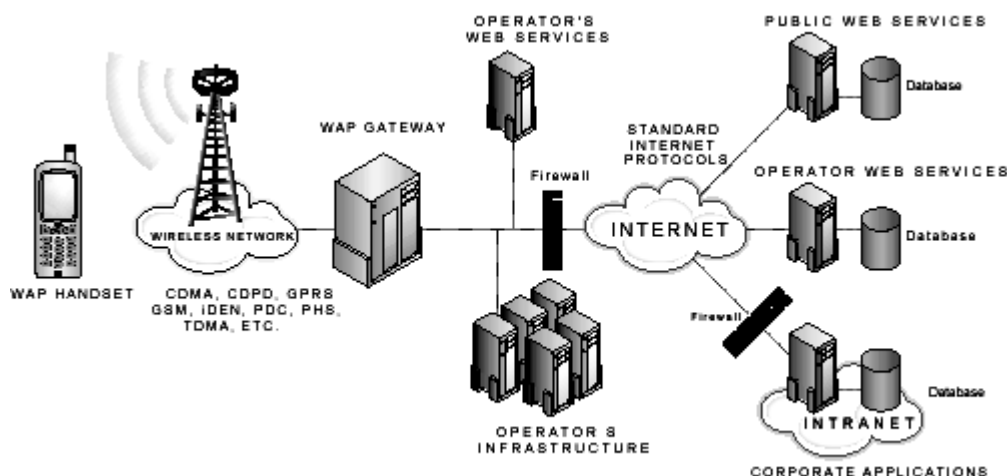 OPERATOR'S
WEB SERVICES
PUBLIC WEB SERVICES
Database
WAP GATEWAY
STANDARD
INTERNET
PROTOCOLS
Firewall
OPERATOR WEB SERVICES
WIRELESS NETWORK
INTERNET
Database
WAP HANDSET
CDMA, CDPD, GPRS
GSM, iDEN, PDC, PHS,
TDMA, ETC.
Firewall
Database
OPERATOR S
INFRASTRUCTURE
INTRANET
CORPORATE APPLICATIONS